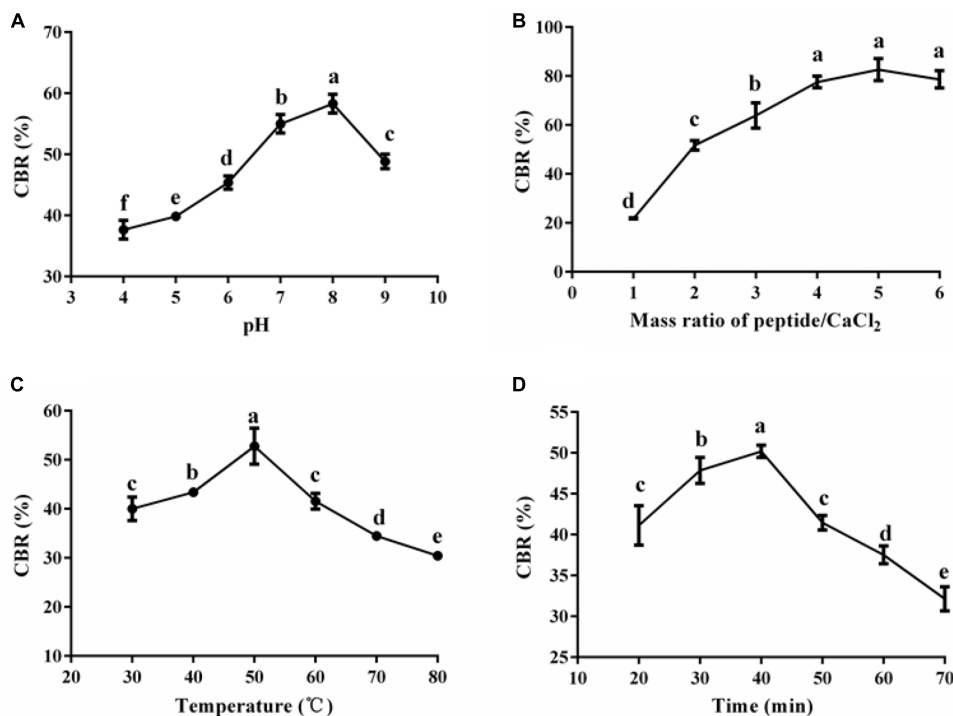 A
CBR (%)
70
60
50
40
30
f
e
d
b
a
c
3 4 5 6 7 8 9 10
pH
B
CBR (%)
100
80
60
40
20
0
d
c
b
a
a
a
0 1 2 3 4 5 6
Mass ratio of peptide/CaCl₂
C
CBR (%)
60
50
40
30
20
10
c
b
a
c
d
e
20 30 40 50 60 70 80
Temperature (℃)
D
CBR (%)
55
50
45
40
35
30
25
c
b
a
c
d
e
10 20 30 40 50 60 70
Time (min)